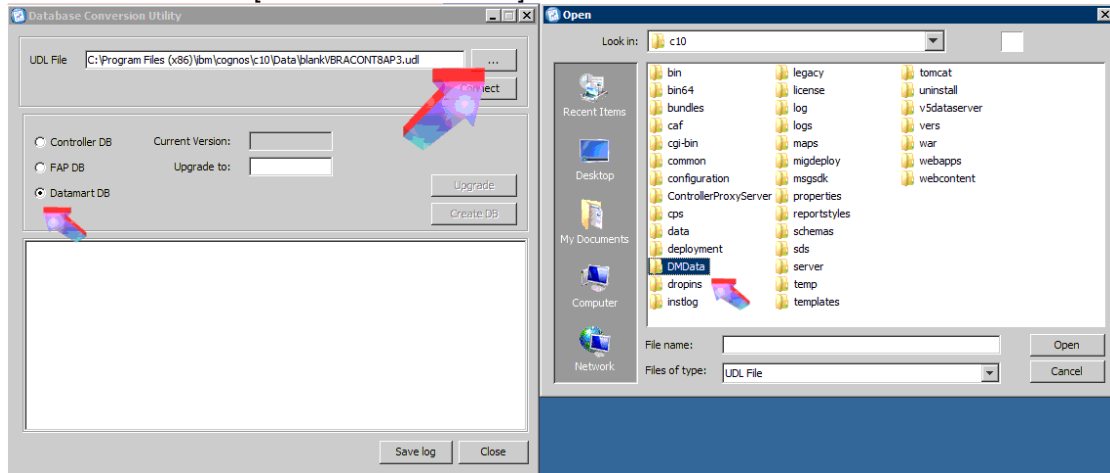 [
]
Database Conversion Utility
UDL File
C:\Program Files (x86)\ibm\cognos\c10\Data\blankVBRACONT8AP3.udl
...
Controller DB
Current Version:
FAP DB
Upgrade to:
Datamart DB
Upgrade
Create DB
Save log
Close
Open
Look in:
c10
Recent Items
Desktop
My Documents
Computer
Network
bin
bin64
bundles
caf
cgi-bin
common
configuration
ControllerProxyServer
cps
data
deployment
DMData
dropins
instlog
legacy
license
log
logs
maps
migdeploy
msgsdk
properties
reportstyles
schemas
sds
server
temp
templates
tomcat
uninstall
v5dataserver
vers
war
webapps
webcontent
File name:
Open
Files of type:
UDL File
Cancel